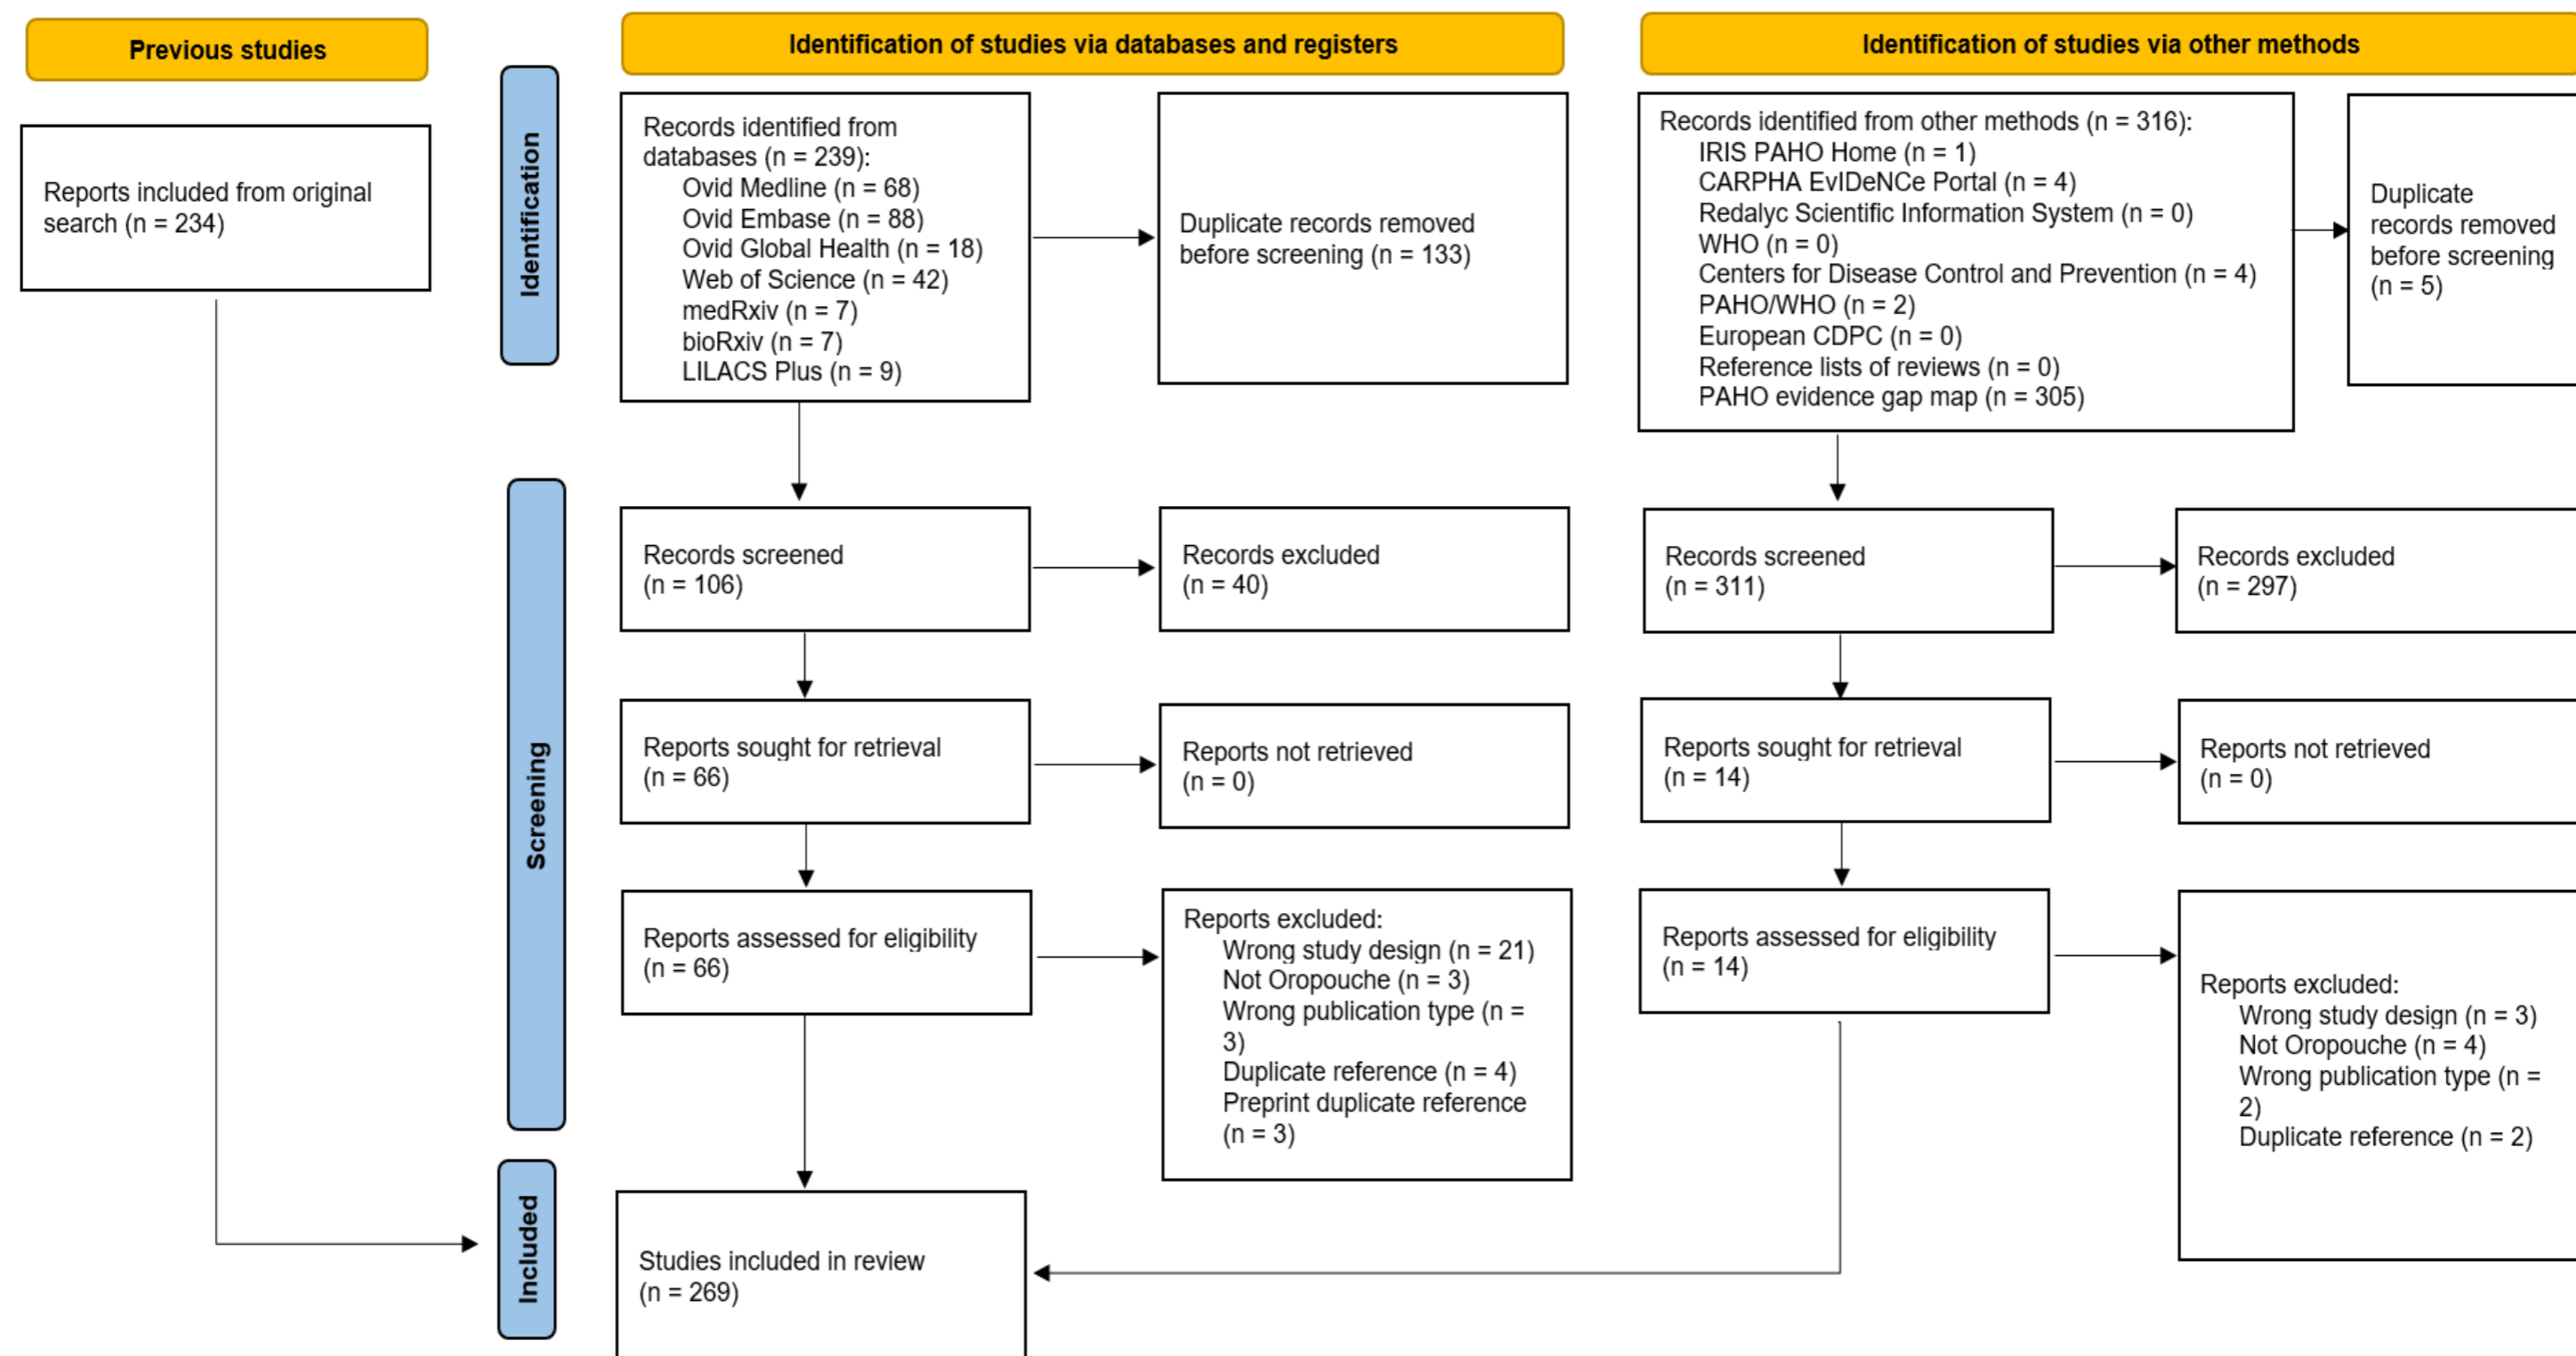 Previous studies
Reports included from original
search (n = 234)
Identification
Screening
Included
Identification of studies via databases and registers
Records identified from
databases (n = 239):
Ovid Medline (n = 68)
Ovid Embase (n = 88)
Ovid Global Health (n = 18)
Web of Science (n = 42)
medRxiv (n = 7)
bioRxiv (n = 7)
LILACS Plus (n = 9)
Duplicate records removed
before screening (n = 133)
Records screened
(n = 106)
Records excluded
(n = 40)
Reports sought for retrieval
(n = 66)
Reports not retrieved
(n = 0)
Reports assessed for eligibility
(n = 66)
Reports excluded:
Wrong study design (n = 21)
Not Oropouche (n = 3)
Wrong publication type (n =
3)
Duplicate reference (n = 4)
Preprint duplicate reference
(n = 3)
Studies included in review
(n = 269)
Identification of studies via other methods
Records identified from other methods (n = 316):
IRIS PAHO Home (n = 1)
CARPHA EvIDeNCe Portal (n = 4)
Redalyc Scientific Information System (n = 0)
WHO (n = 0)
Centers for Disease Control and Prevention (n = 4)
PAHO/WHO (n = 2)
European CDPC (n = 0)
Reference lists of reviews (n = 0)
PAHO evidence gap map (n = 305)
Duplicate
records removed
before screening
(n = 5)
Records screened
(n = 311)
Records excluded
(n = 297)
Reports sought for retrieval
(n = 14)
Reports not retrieved
(n = 0)
Reports assessed for eligibility
(n = 14)
Reports excluded:
Wrong study design (n = 3)
Not Oropouche (n = 4)
Wrong publication type (n =
2)
Duplicate reference (n = 2)